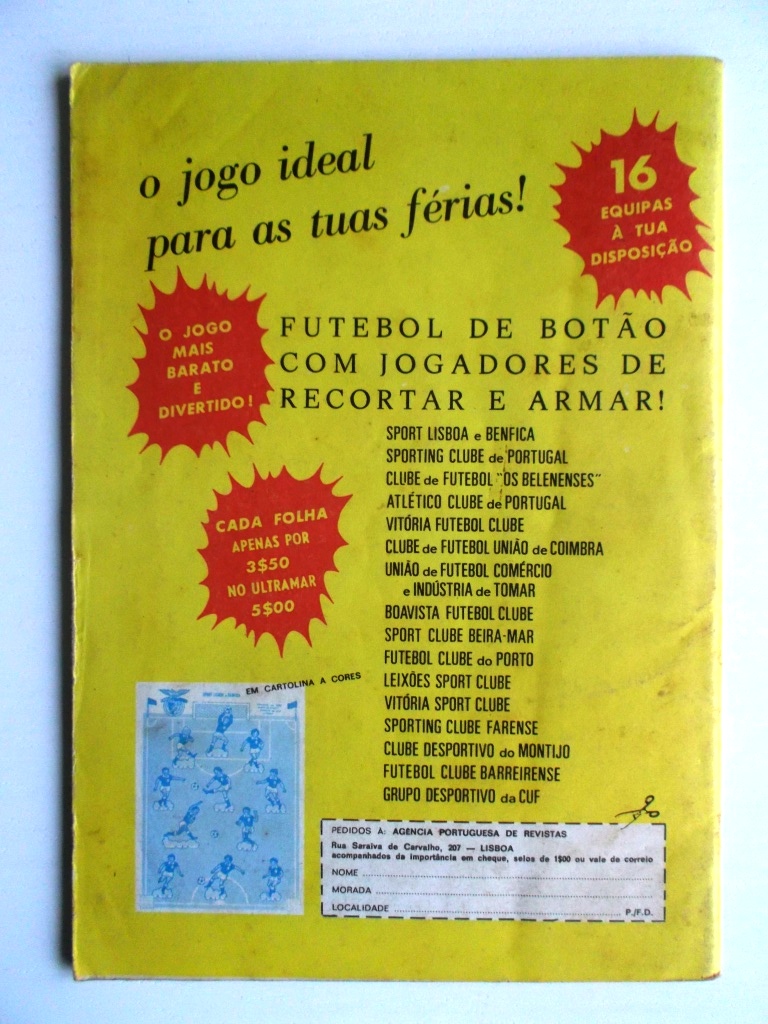 o jogo ideal
para as tuas férias!
16
EQUIPAS
À TUA
DISPOSIÇÃO
O JOGO
MAIS
BARATO
E
DIVERTIDO!
FUTEBOL DE BOTÃO
COM JOGADORES DE
RECORTAR E ARMAR!
SPORT LISBOA e BENFICA
SPORTING CLUBE de PORTUGAL
CLUBE de FUTEBOL "OS BELENENSES"
ATLÉTICO CLUBE de PORTUGAL
VITÓRIA FUTEBOL CLUBE
CLUBE de FUTEBOL UNIÃO de COIMBRA
UNIÃO de FUTEBOL COMÉRCIO
e INDÚSTRIA de TOMAR
BOAVISTA FUTEBOL CLUBE
SPORT CLUBE BEIRA-MAR
FUTEBOL CLUBE do PORTO
LEIXÕES SPORT CLUBE
VITÓRIA SPORT CLUBE
SPORTING CLUBE FARENSE
CLUBE DESPORTIVO do MONTIJO
FUTEBOL CLUBE BARREIRENSE
GRUPO DESPORTIVO da CUF
CADA FOLHA
APENAS POR
3$50
NO ULTRAMAR
5$00
EM CARTOLINA A CORES
PEDIDOS À: AGENCIA PORTUGUESA DE REVISTAS
Rua Saraiva de Carvalho, 207 — LISBOA
acompanhados da importância em cheque, selos de 1$00 ou vale de correio
NOME
MORADA
LOCALIDADE P./F.D.